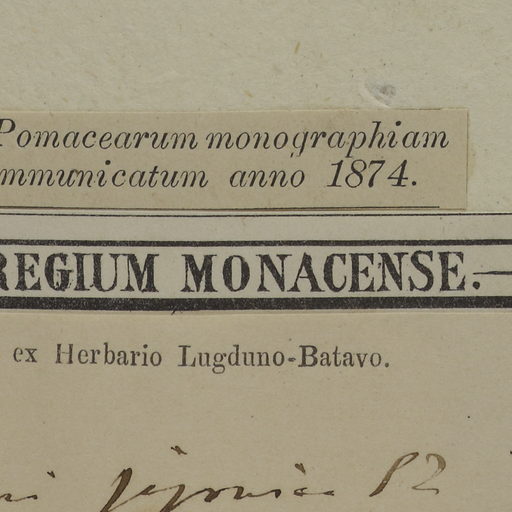 Pomacearum monographiam
mmunicatum anno 1874.
REGIUM MONACENSE.—
ex Herbario Lugduno-Batavo.